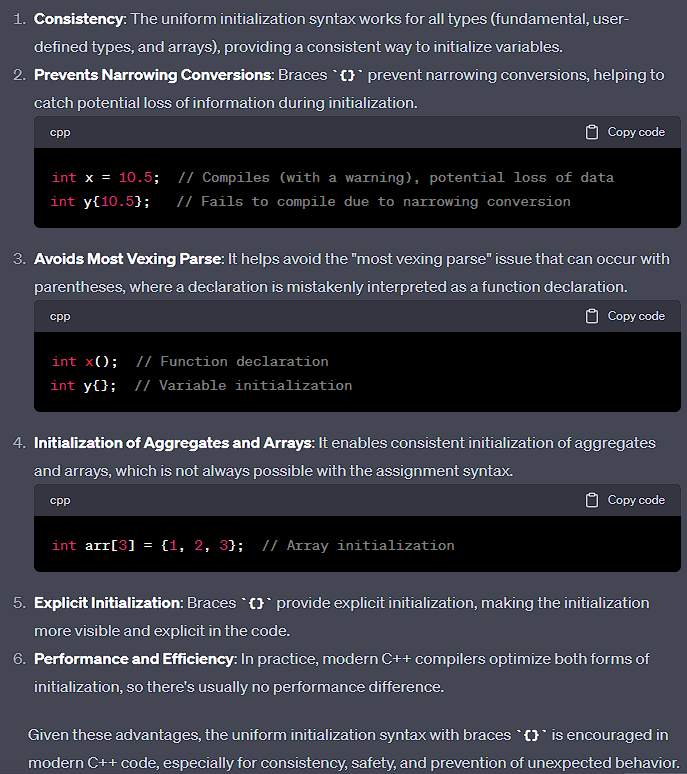 1. Consistency: The uniform initialization syntax works for all types (fundamental, user-
defined types, and arrays), providing a consistent way to initialize variables.
2. Prevents Narrowing Conversions: Braces `{}` prevent narrowing conversions, helping to
catch potential loss of information during initialization.
cpp Copy code
int x = 10.5;  // Compiles (with a warning), potential loss of data
int y{10.5};   // Fails to compile due to narrowing conversion
3. Avoids Most Vexing Parse: It helps avoid the "most vexing parse" issue that can occur with
parentheses, where a declaration is mistakenly interpreted as a function declaration.
cpp Copy code
int x();  // Function declaration
int y{};  // Variable initialization
4. Initialization of Aggregates and Arrays: It enables consistent initialization of aggregates
and arrays, which is not always possible with the assignment syntax.
cpp Copy code
int arr[3] = {1, 2, 3};  // Array initialization
5. Explicit Initialization: Braces `{}` provide explicit initialization, making the initialization
more visible and explicit in the code.
6. Performance and Efficiency: In practice, modern C++ compilers optimize both forms of
initialization, so there's usually no performance difference.
Given these advantages, the uniform initialization syntax with braces `{}` is encouraged in
modern C++ code, especially for consistency, safety, and prevention of unexpected behavior.